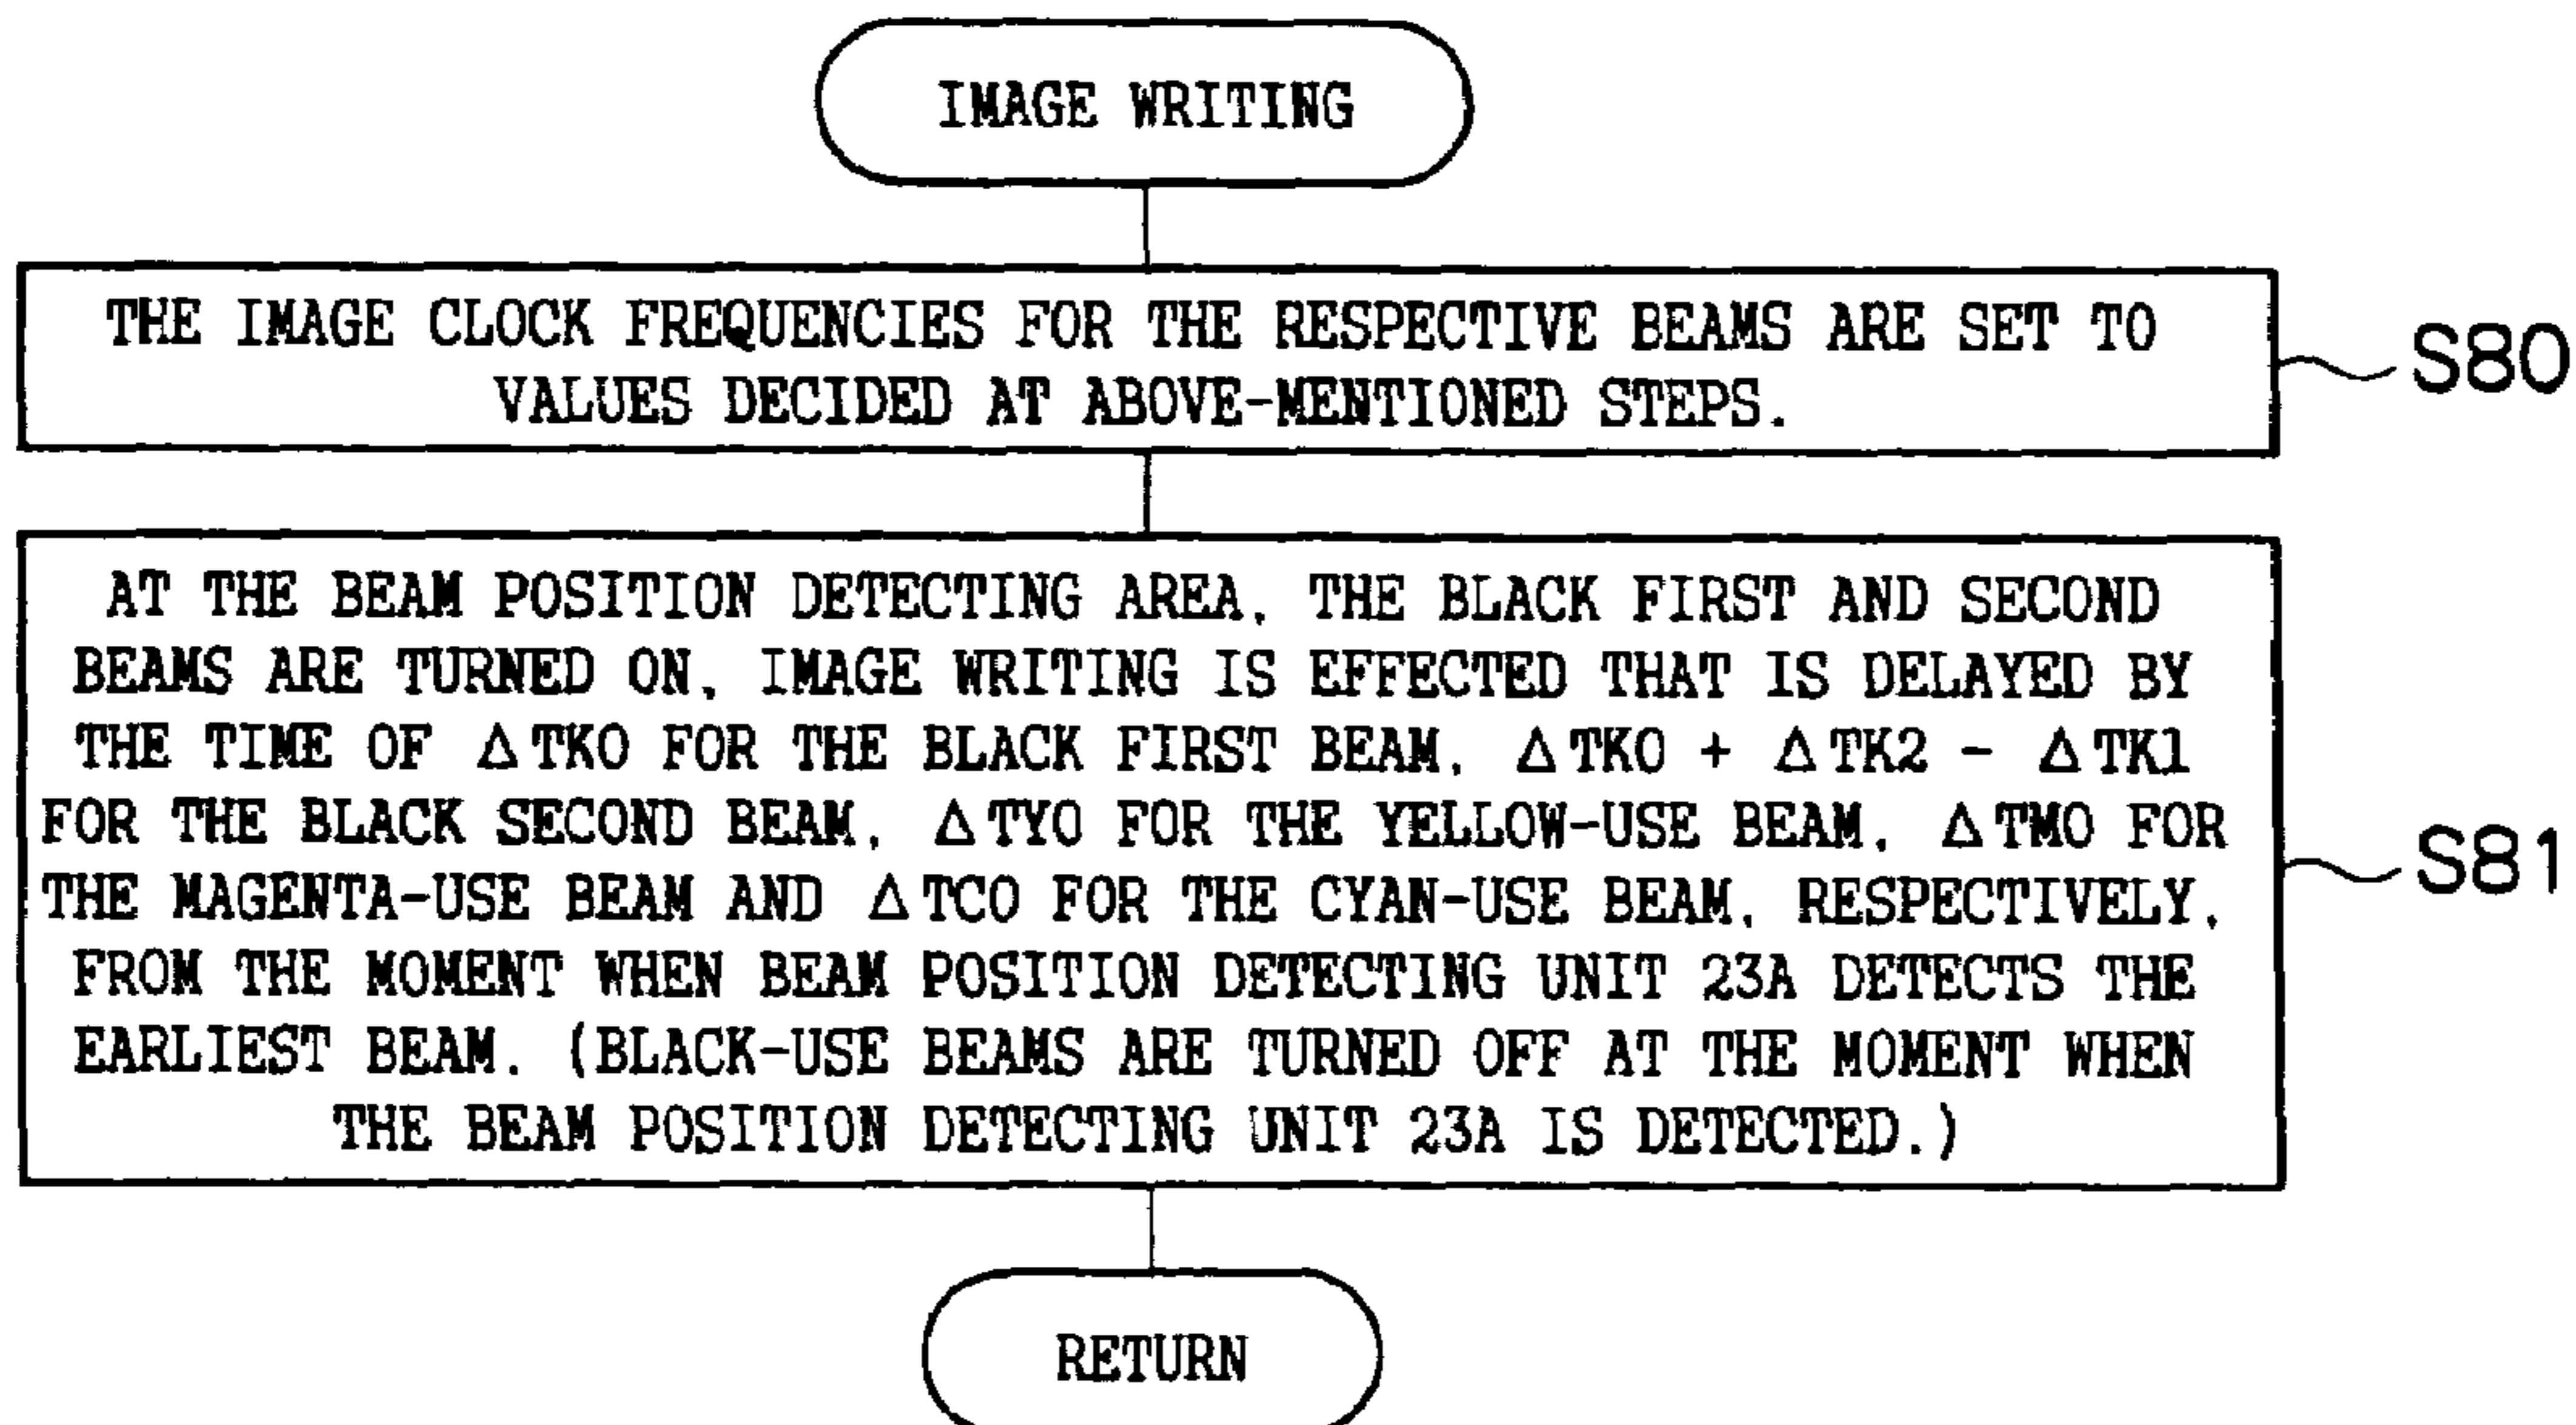 IMAGE WRITING
THE IMAGE CLOCK FREQUENCIES FOR THE RESPECTIVE BEAMS ARE SET TO
VALUES DECIDED AT ABOVE-MENTIONED STEPS.
S80
AT THE BEAM POSITION DETECTING AREA, THE BLACK FIRST AND SECOND
BEAMS ARE TURNED ON, IMAGE WRITING IS EFFECTED THAT IS DELAYED BY
THE TIME OF ΔTK0 FOR THE BLACK FIRST BEAM, ΔTK0 + ΔTK2 - ΔTK1
FOR THE BLACK SECOND BEAM, ΔTY0 FOR THE YELLOW-USE BEAM, ΔTM0 FOR
THE MAGENTA-USE BEAM AND ΔTC0 FOR THE CYAN-USE BEAM, RESPECTIVELY,
FROM THE MOMENT WHEN BEAM POSITION DETECTING UNIT 23A DETECTS THE
EARLIEST BEAM. (BLACK-USE BEAMS ARE TURNED OFF AT THE MOMENT WHEN
THE BEAM POSITION DETECTING UNIT 23A IS DETECTED.)
S81
RETURN